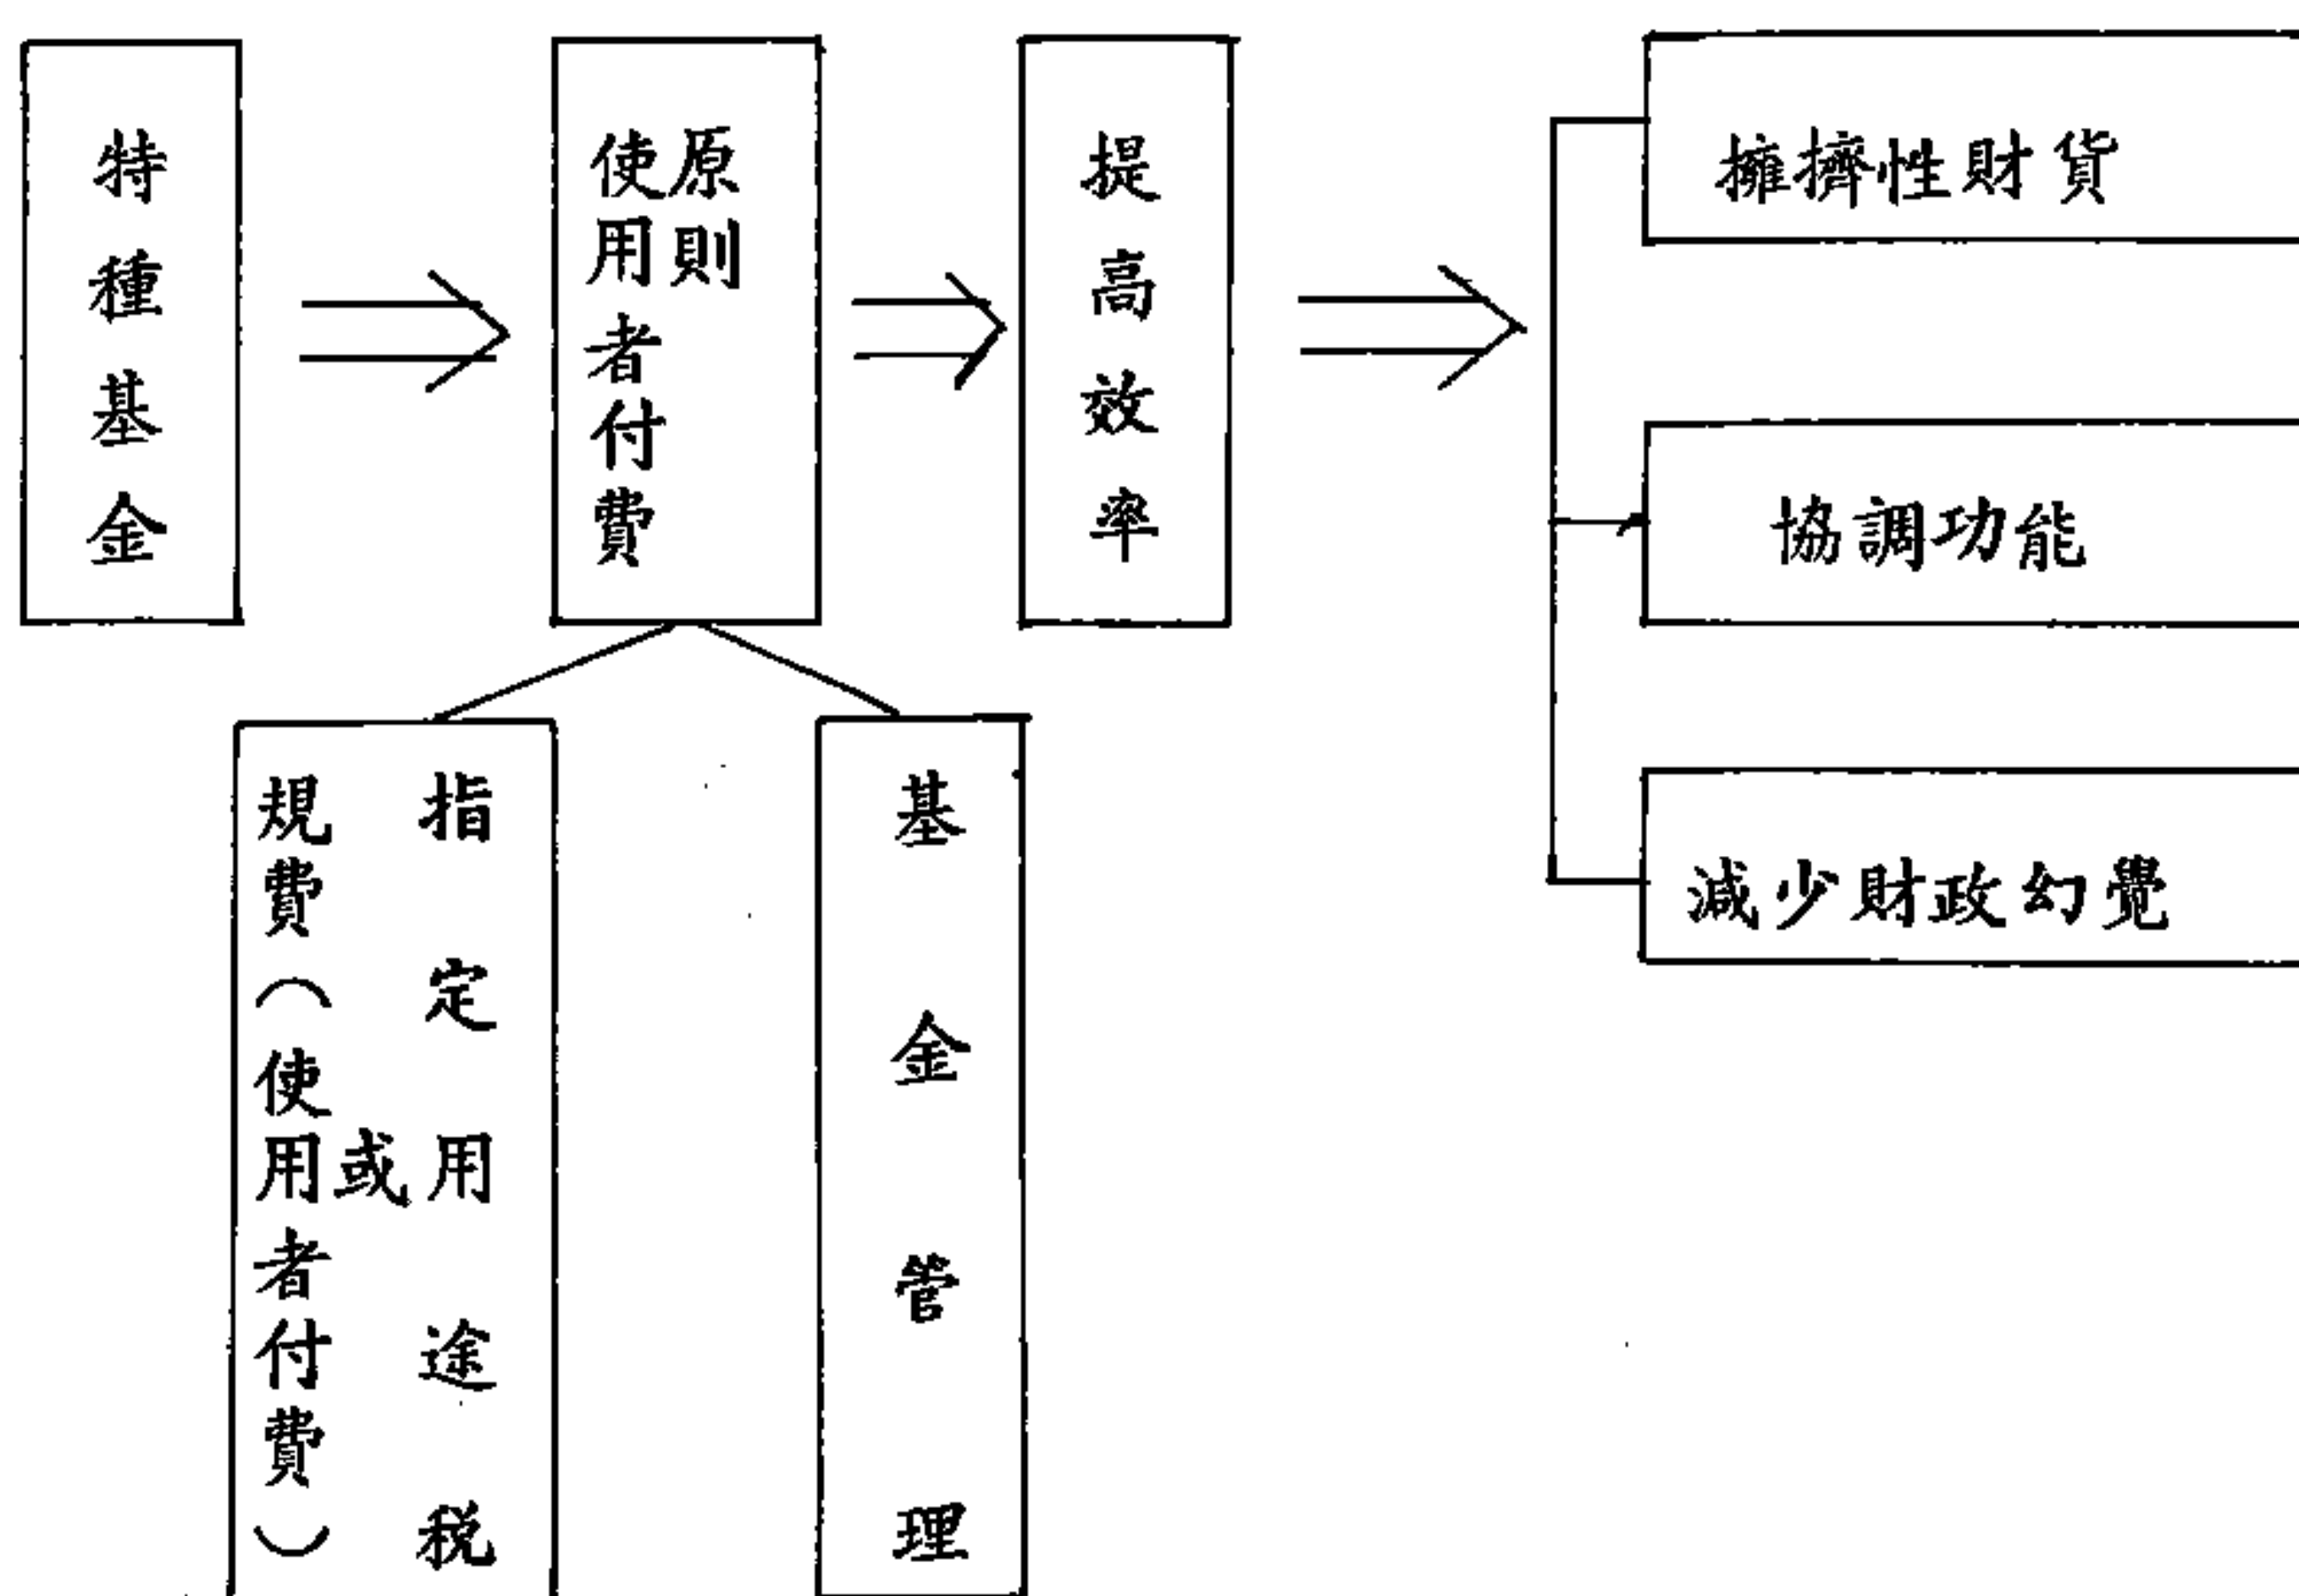 特種基金
使用者付費
原則
提高效率
擁擠性財貨
協調功能
減少財政幻覺
規費（使用者付費）
或
指定用途稅
基金管理